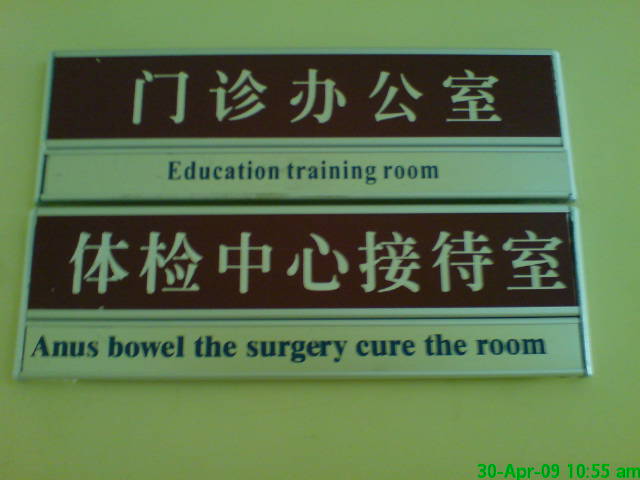 门诊办公室
Education training room
体检中心接待室
Anus bowel the surgery cure the room
30-Apr-09 10:55 am